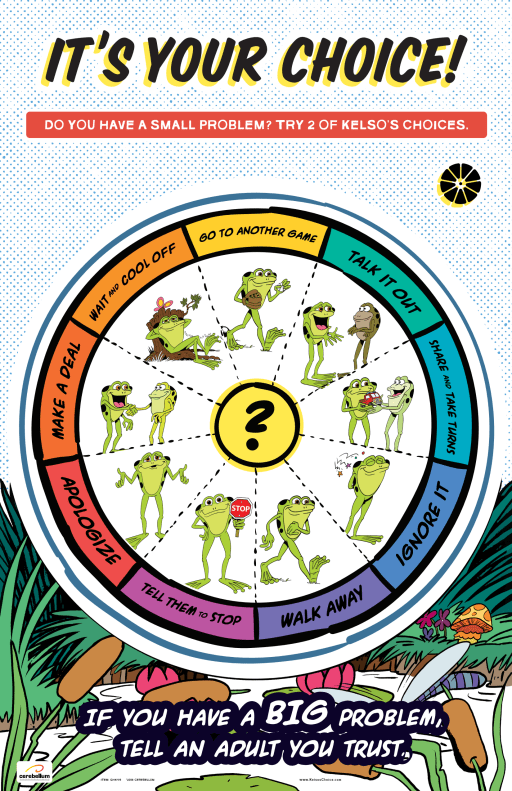 IT'S YOUR CHOICE!
DO YOU HAVE A SMALL PROBLEM? TRY 2 OF KELSO'S CHOICES.
GO TO ANOTHER GAME
TALK IT OUT
SHARE AND TAKE TURNS
IGNORE IT
WALK AWAY
TELL THEM TO STOP
APOLOGIZE
MAKE A DEAL
WAIT AND COOL OFF
STOP
?
IF YOU HAVE A BIG PROBLEM,
TELL AN ADULT YOU TRUST.
cerebellum
www.KelsosChoice.com